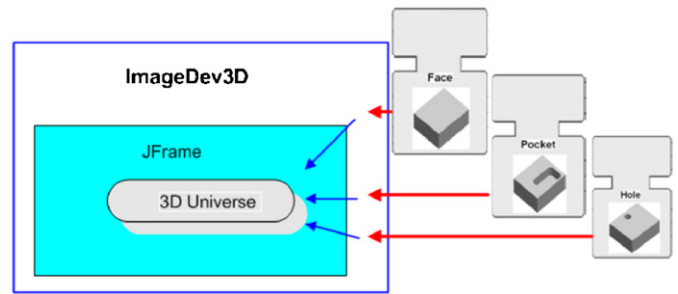 ImageDev3D
Face
JFrame
Pocket
3D Universe
Hole